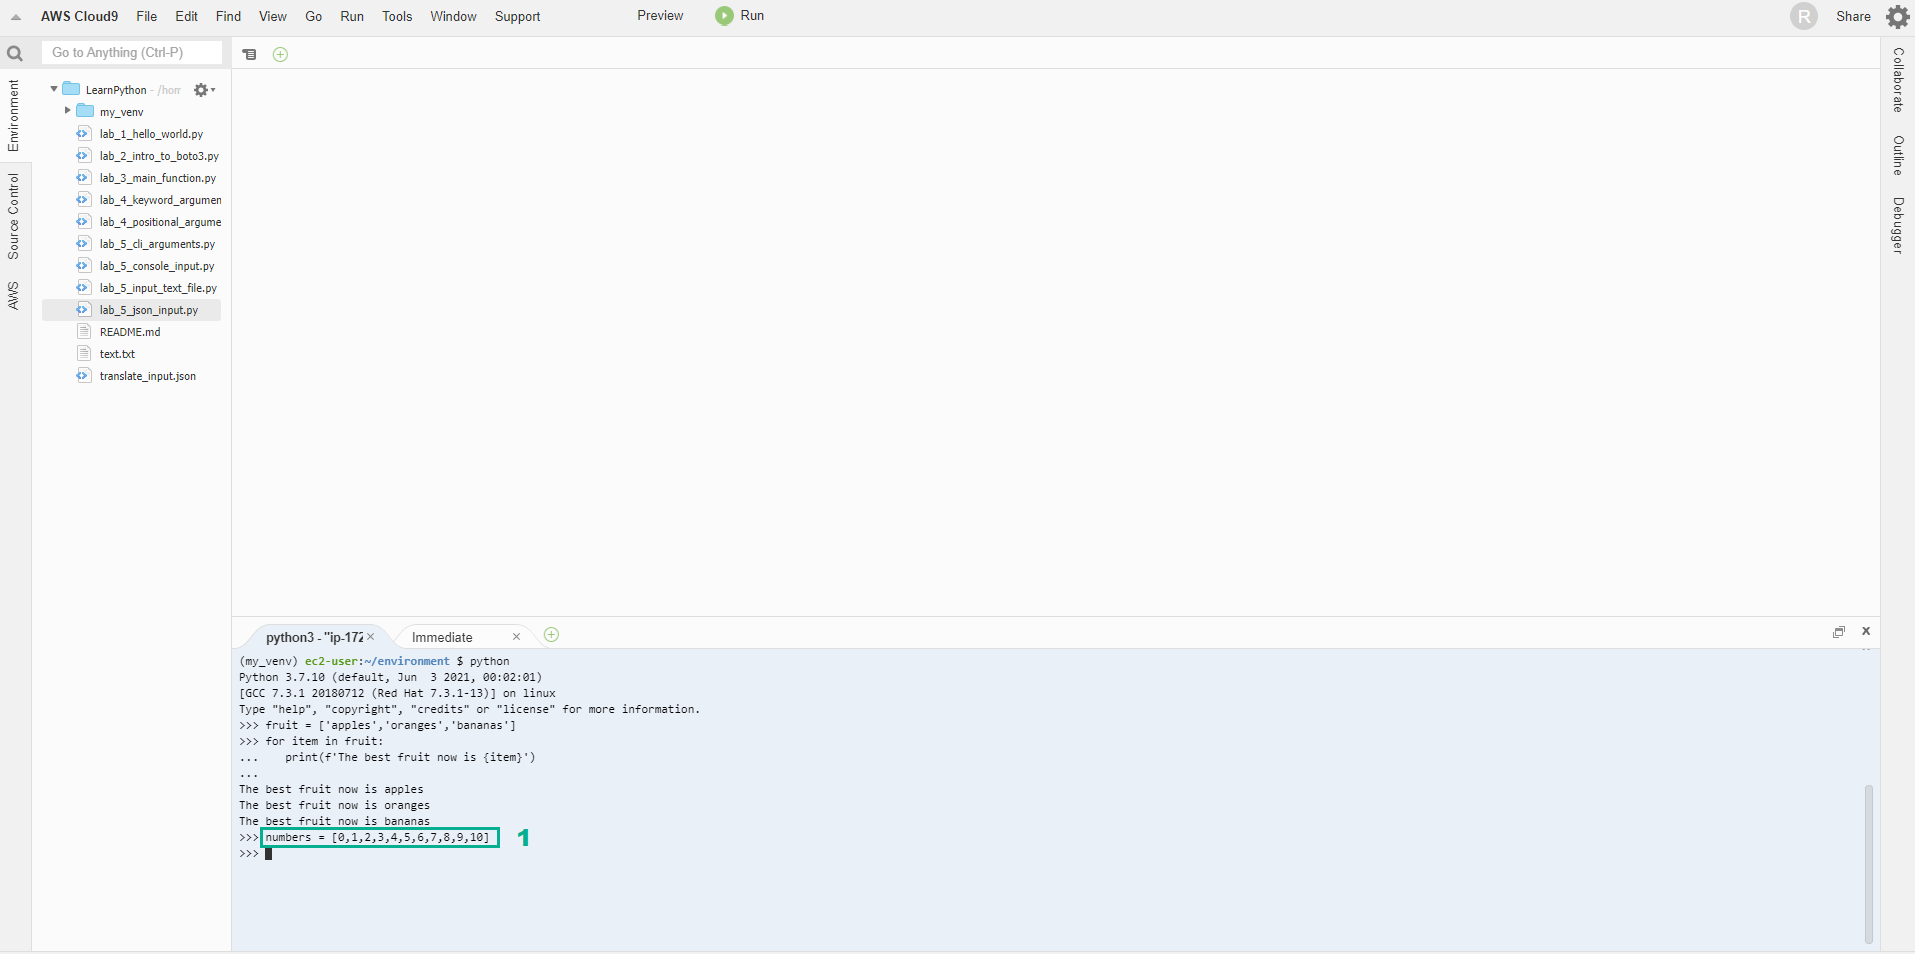 AWS Cloud9 File Edit Find View Go Run Tools Window Support Preview Run R Share
Go to Anything (Ctrl-P)
Environment
Source Control
AWS
LearnPython - /hom
my_venv
lab_1_hello_world.py
lab_2_intro_to_boto3.py
lab_3_main_function.py
lab_4_keyword_argumen
lab_4_positional_argume
lab_5_cli_arguments.py
lab_5_console_input.py
lab_5_input_text_file.py
lab_5_json_input.py
README.md
text.txt
translate_input.json
Collaborate
Outline
Debugger
python3 - "ip-172 Immediate
(my_venv) ec2-user:~/environment $ python
Python 3.7.10 (default, Jun  3 2021, 00:02:01)
[GCC 7.3.1 20180712 (Red Hat 7.3.1-13)] on linux
Type "help", "copyright", "credits" or "license" for more information.
>>> fruit = ['apples','oranges','bananas']
>>> for item in fruit:
...    print(f'The best fruit now is {item}')
...
The best fruit now is apples
The best fruit now is oranges
The best fruit now is bananas
>>> numbers = [0,1,2,3,4,5,6,7,8,9,10] 1
>>>